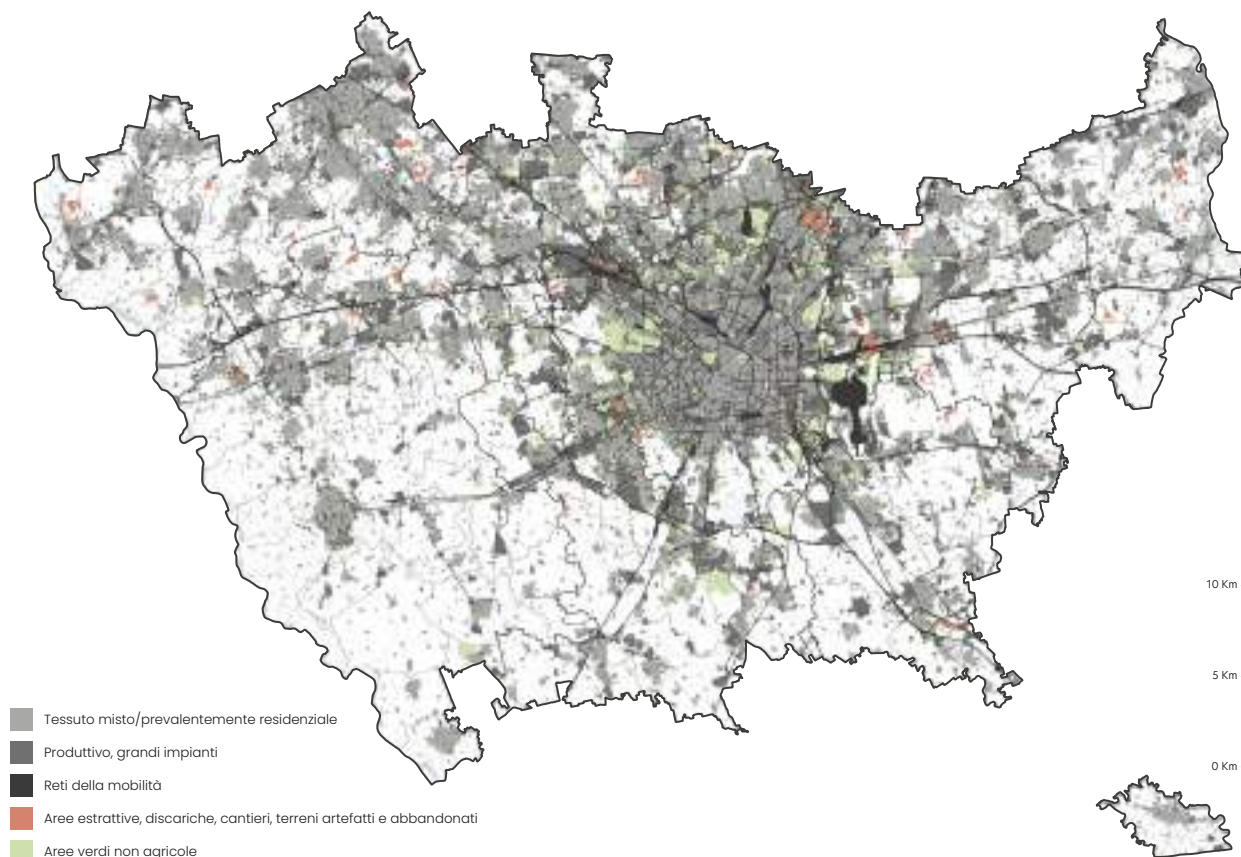 10 Km
5 Km
0 Km
Tessuto misto/prevalentemente residenziale
Produttivo, grandi impianti
Reti della mobilità
Aree estrattive, discariche, cantieri, terreni artefatti e abbandonati
Aree verdi non agricole